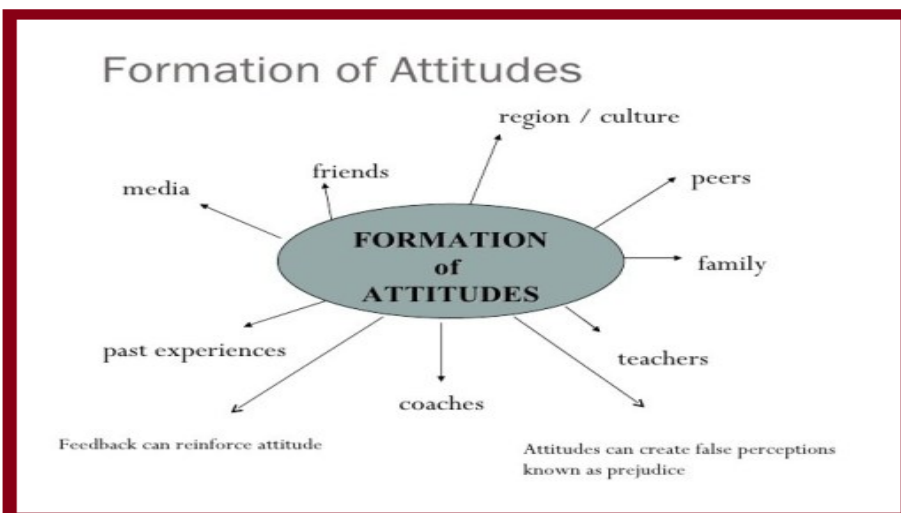 Formation of Attitudes
region / culture
friends
peers
media
FORMATION
of
ATTITUDES
family
past experiences
teachers
coaches
Feedback can reinforce attitude
Attitudes can create false perceptions
known as prejudice